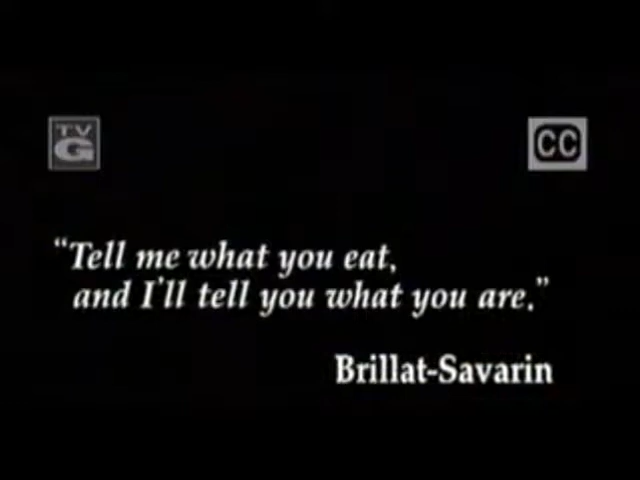 TV
G
CC
“Tell me what you eat,
and I'll tell you what you are.”
Brillat-Savarin